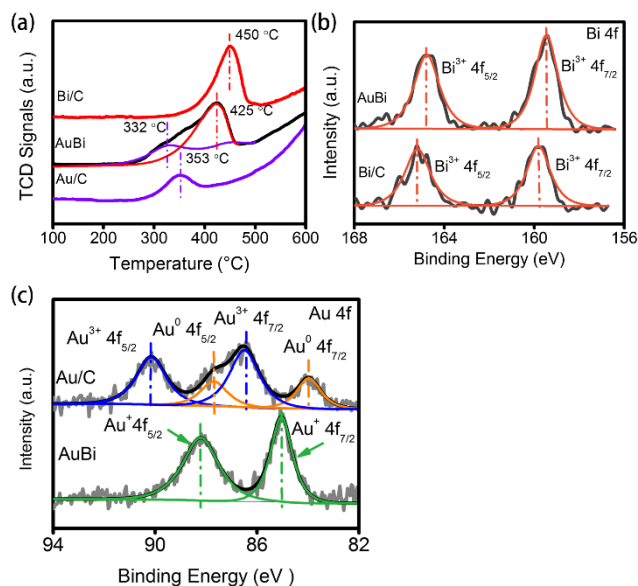 (a)
TCD Signals (a.u.)
450 °C
Bi/C
425 °C
332 °C
AuBi
353 °C
Au/C
100 200 300 400 500 600
Temperature (°C)
(b)
Intensity (a.u.)
Bi 4f
Bi³⁺ 4f₅/₂
Bi³⁺ 4f₇/₂
AuBi
Bi/C
Bi³⁺ 4f₅/₂
Bi³⁺ 4f₇/₂
168 164 160 156
Binding Energy (eV)
(c)
Intensity (a.u.)
Au³⁺ 4f₅/₂
Au⁰ 4f₅/₂
Au³⁺ 4f₇/₂
Au 4f
Au⁰ 4f₇/₂
Au/C
Au⁺4f₅/₂
Au⁺ 4f₇/₂
AuBi
94 90 86 82
Binding Energy (eV )